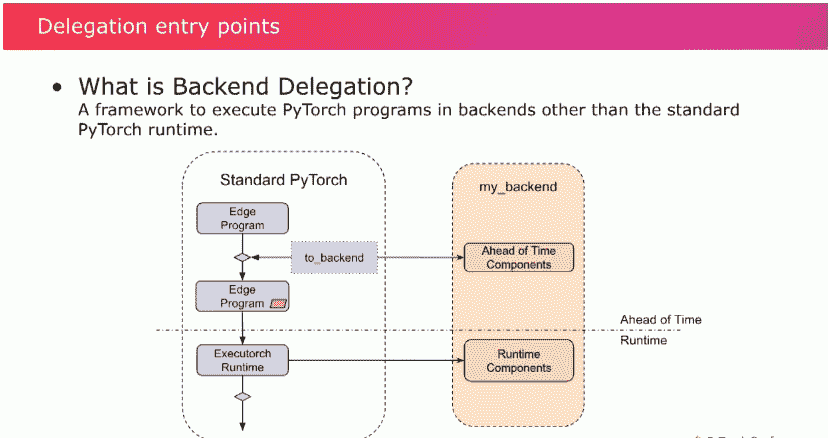 Delegation entry points
• What is Backend Delegation?
A framework to execute PyTorch programs in backends other than the standard
PyTorch runtime.
Standard PyTorch
my_backend
Edge
Program
to_backend
Ahead of Time
Components
Edge
Program
Ahead of Time
Runtime
Executorch
Runtime
Runtime
Components